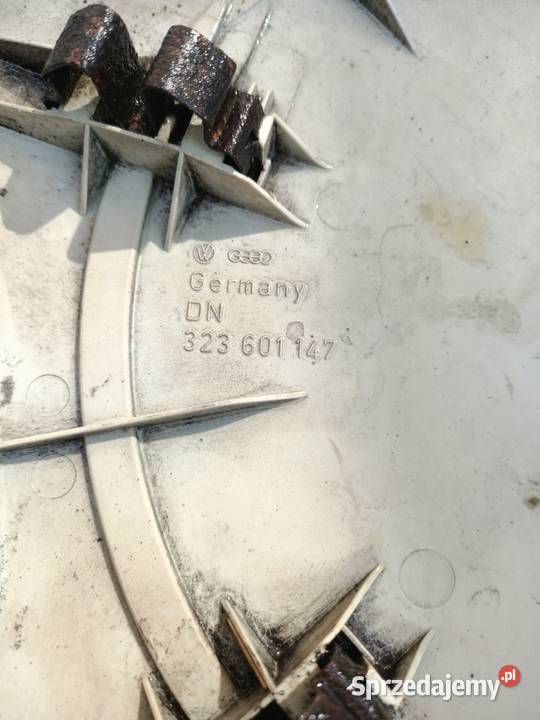 Germany
DN
323 601 147
Sprzedajemy.pl